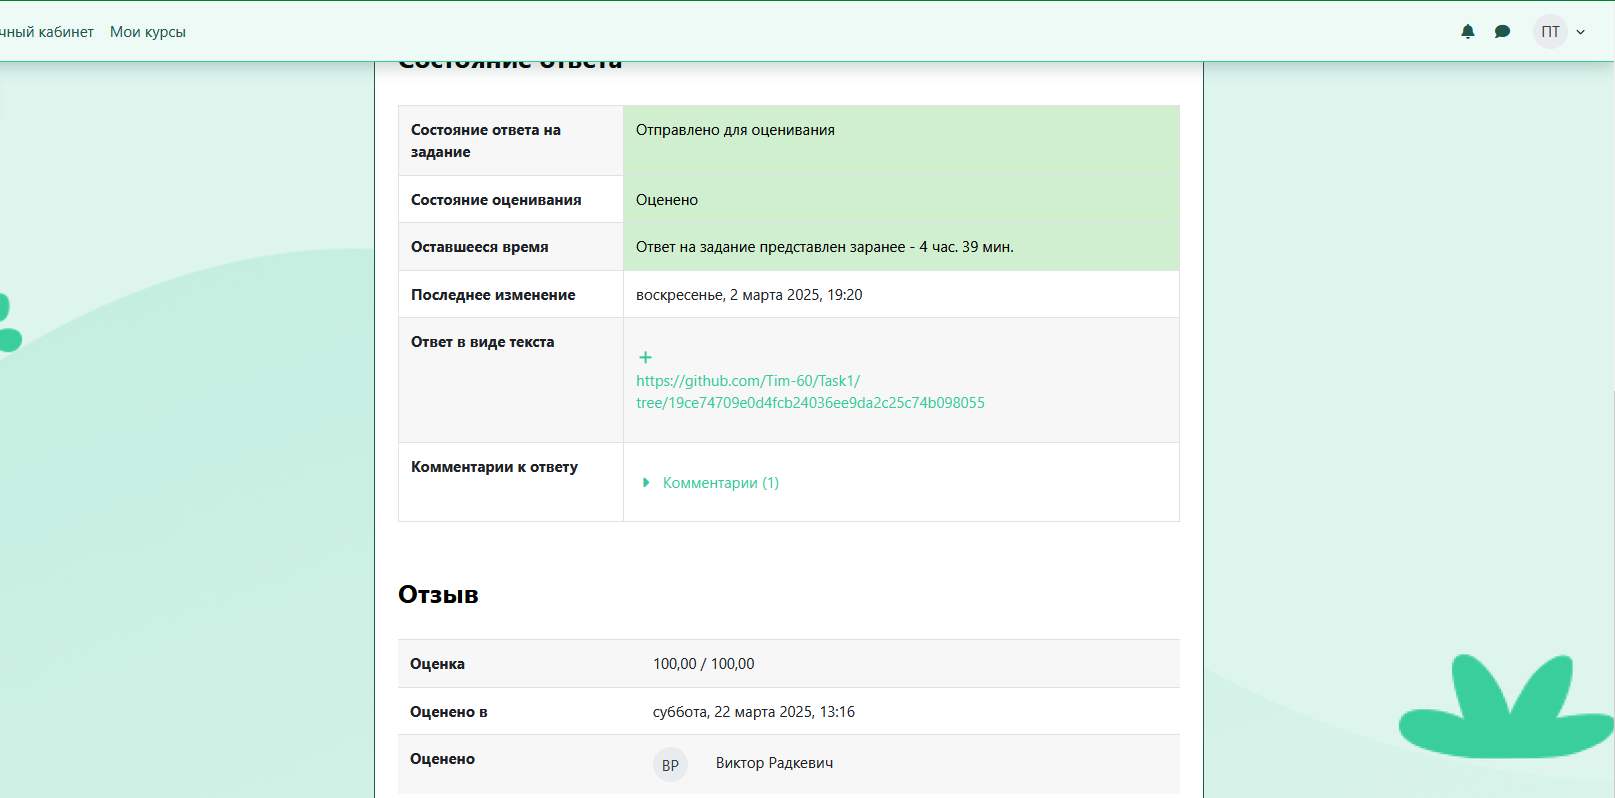 чный кабинет Мои курсы ПТ
Состояние ответа
Состояние ответа на
задание
Отправлено для оценивания
Состояние оценивания
Оценено
Оставшееся время
Ответ на задание представлен заранее - 4 час. 39 мин.
Последнее изменение
воскресенье, 2 марта 2025, 19:20
Ответ в виде текста
https://github.com/Tim-60/Task1/
tree/19ce74709e0d4fcb24036ee9da2c25c74b098055
Комментарии к ответу
Комментарии (1)
Отзыв
Оценка
100,00 / 100,00
Оценено в
суббота, 22 марта 2025, 13:16
Оценено
ВР Виктор Радкевич